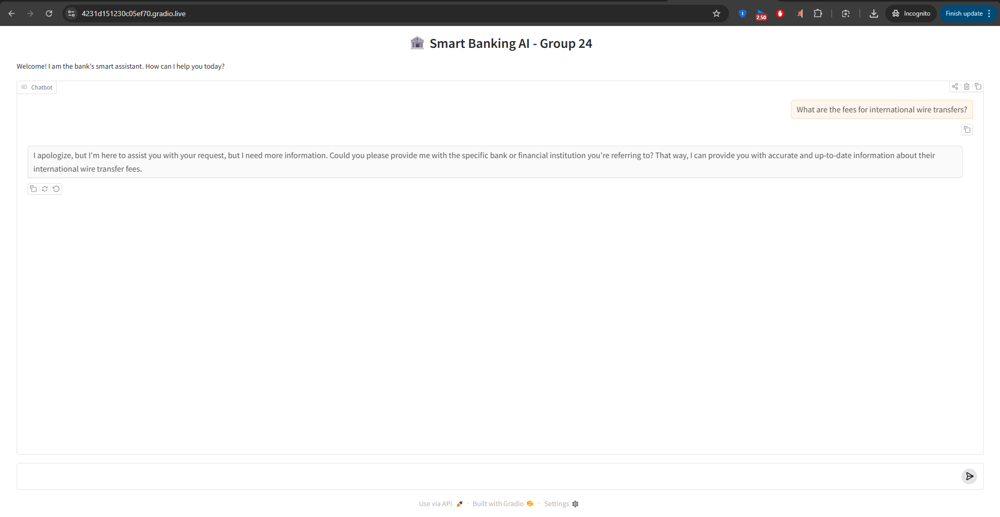 4231d151230c05ef70.gradio.live
2.50
Incognito
Finish update
Smart Banking AI - Group 24
Welcome! I am the bank's smart assistant. How can I help you today?
Chatbot
What are the fees for international wire transfers?
I apologize, but I'm here to assist you with your request, but I need more information. Could you please provide me with the specific bank or financial institution you're referring to? That way, I can provide you with accurate and up-to-date information about their
international wire transfer fees.
Use via API · Built with Gradio · Settings